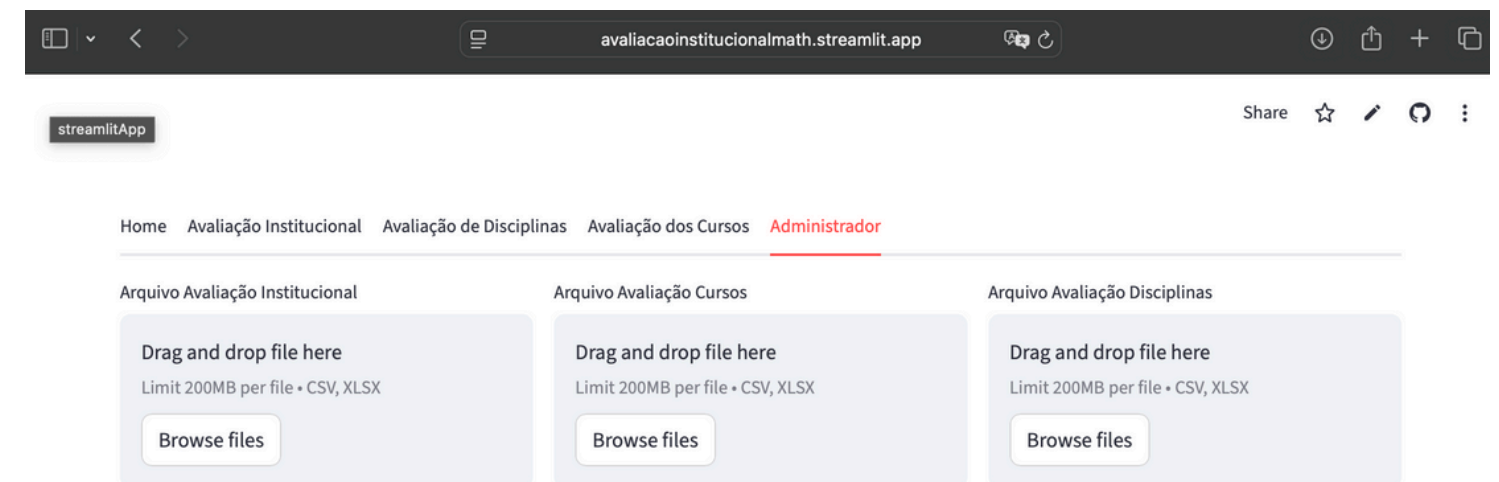 avaliacaoinstitucionalmath.streamlit.app
Share
streamlitApp
Home Avaliação Institucional Avaliação de Disciplinas Avaliação dos Cursos Administrador
Arquivo Avaliação Institucional Arquivo Avaliação Cursos Arquivo Avaliação Disciplinas
Drag and drop file here Drag and drop file here Drag and drop file here
Limit 200MB per file • CSV, XLSX Limit 200MB per file • CSV, XLSX Limit 200MB per file • CSV, XLSX
Browse files Browse files Browse files